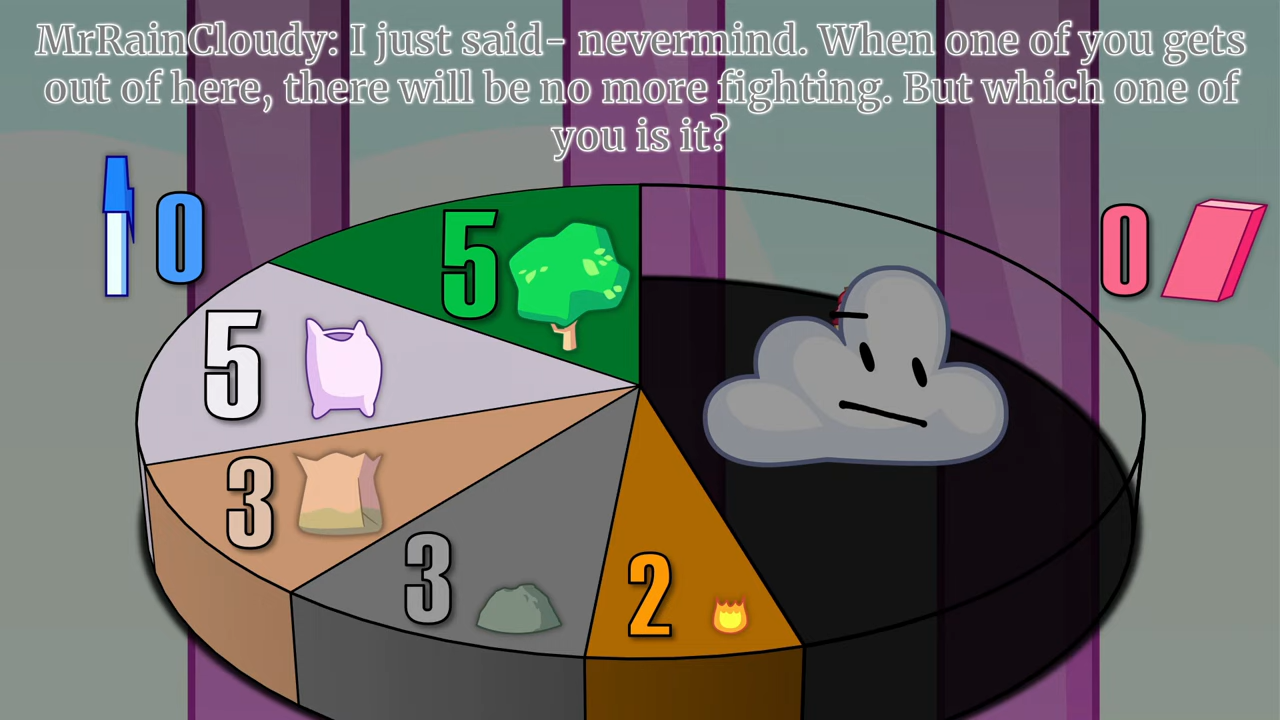 MrRainCloudy: I just said- nevermind. When one of you gets
out of here, there will be no more fighting. But which one of
you is it?
0
5
0
5
3
3
2